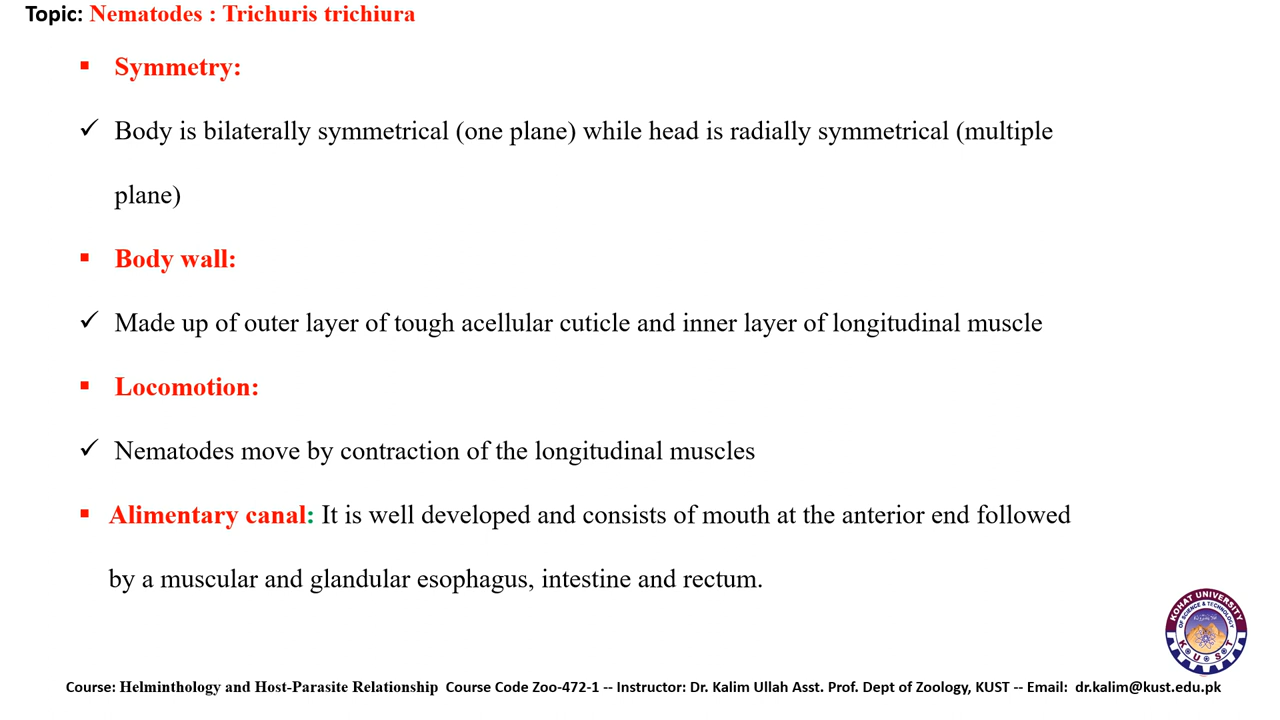 Topic: Nematodes : Trichuris trichiura
▪ Symmetry:
✓ Body is bilaterally symmetrical (one plane) while head is radially symmetrical (multiple
plane)
▪ Body wall:
✓ Made up of outer layer of tough acellular cuticle and inner layer of longitudinal muscle
▪ Locomotion:
✓ Nematodes move by contraction of the longitudinal muscles
▪ Alimentary canal: It is well developed and consists of mouth at the anterior end followed
by a muscular and glandular esophagus, intestine and rectum.
KOHAT UNIVERSITY
OF SCIENCE & TECHNOLOGY
K U S T
Course: Helminthology and Host-Parasite Relationship Course Code Zoo-472-1 -- Instructor: Dr. Kalim Ullah Asst. Prof. Dept of Zoology, KUST -- Email: dr.kalim@kust.edu.pk